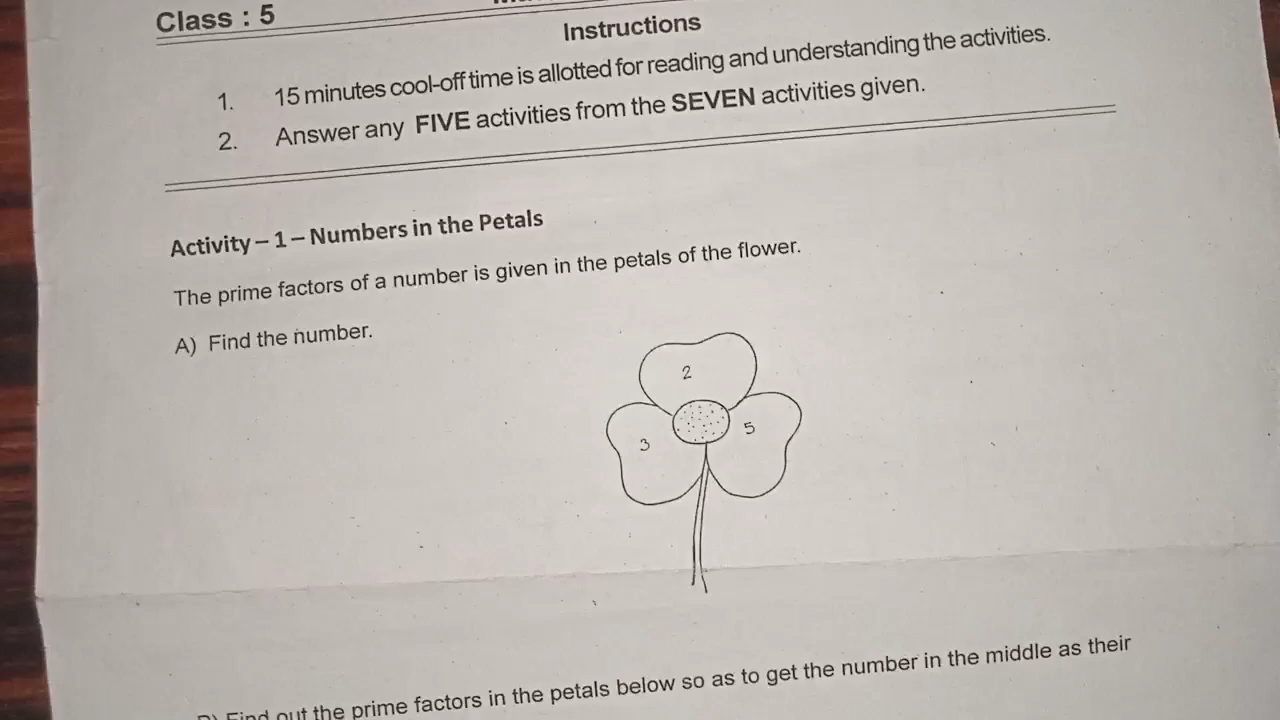 Class : 5
Instructions
1. 15 minutes cool-off time is allotted for reading and understanding the activities.
2. Answer any FIVE activities from the SEVEN activities given.
Activity – 1 – Numbers in the Petals
The prime factors of a number is given in the petals of the flower.
A) Find the number.
2
3
5
Find out the prime factors in the petals below so as to get the number in the middle as their